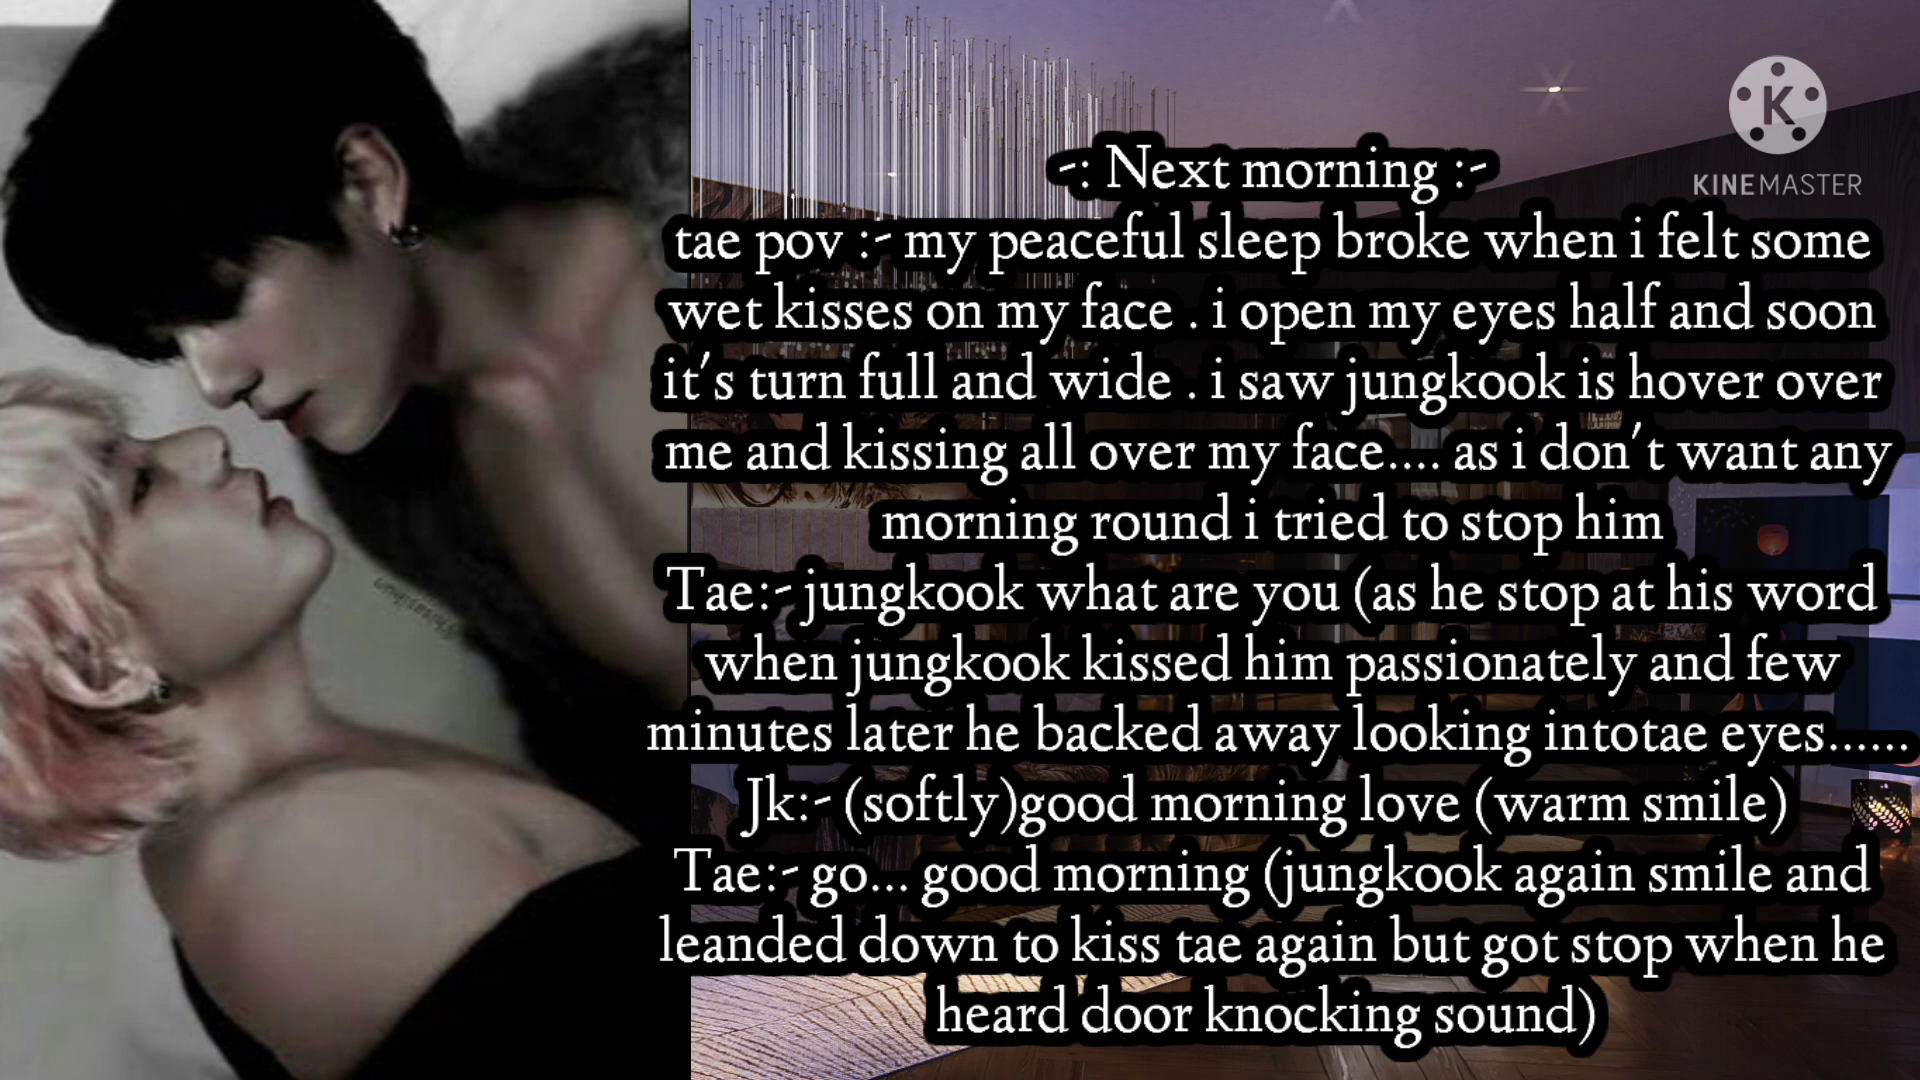 KINEMASTER
-: Next morning :-
tae pov :- my peaceful sleep broke when i felt some
wet kisses on my face . i open my eyes half and soon
it's turn full and wide . i saw jungkook is hover over
me and kissing all over my face.... as i don't want any
morning round i tried to stop him
Tae:- jungkook what are you (as he stop at his word
when jungkook kissed him passionately and few
minutes later he backed away looking intotae eyes......
Jk:- (softly)good morning love (warm smile)
Tae:- go... good morning (jungkook again smile and
leanded down to kiss tae again but got stop when he
heard door knocking sound)